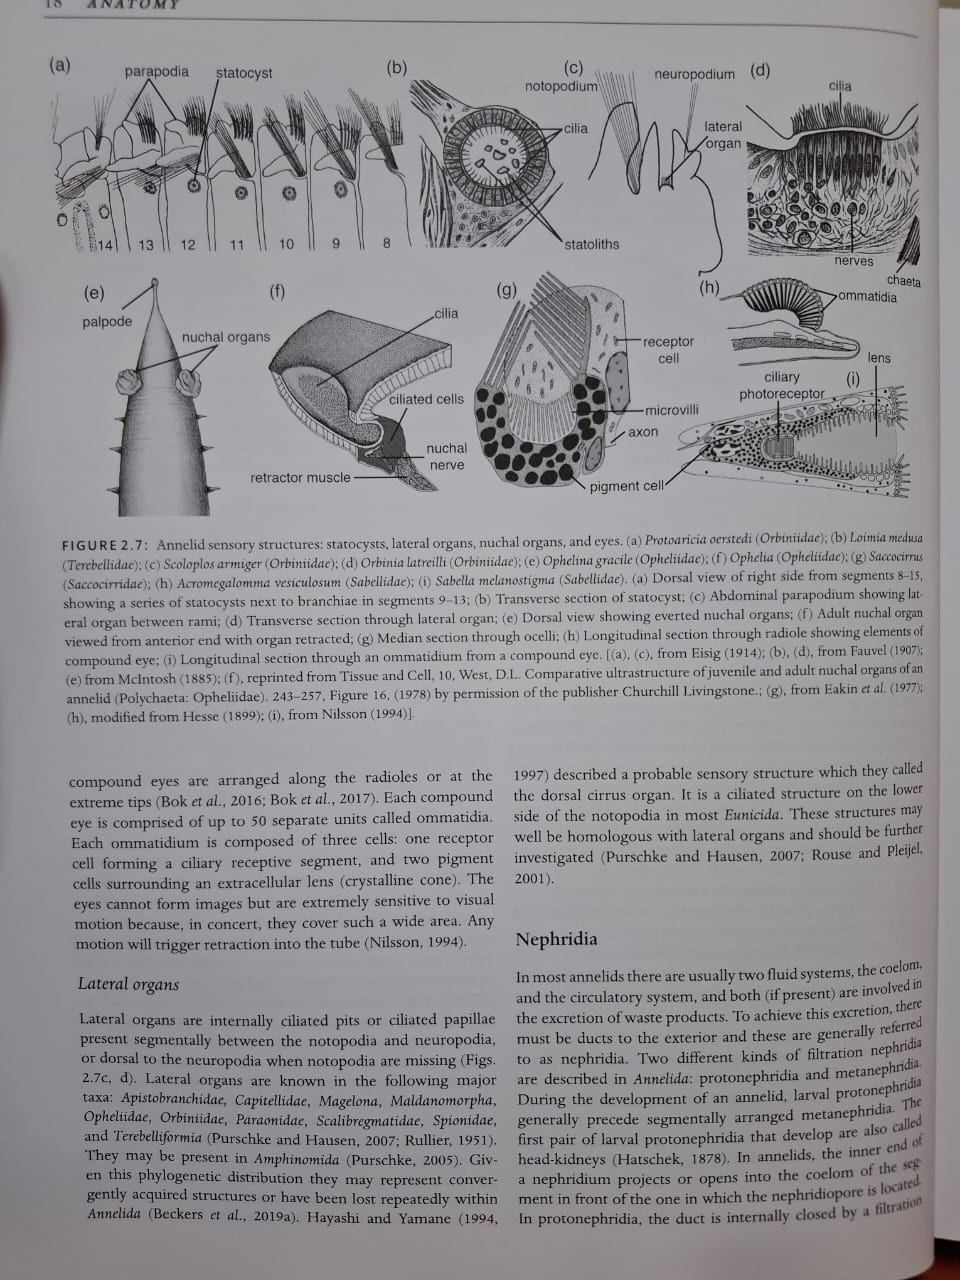 18 ANATOMY
(a)
parapodia
statocyst
14
13
12
11
10
9
8
(b)
cilia
statoliths
(c)
notopodium
neuropodium
lateral
organ
(d)
cilia
nerves
chaeta
(e)
palpode
nuchal organs
(f)
cilia
ciliated cells
nuchal
nerve
retractor muscle
(g)
receptor
cell
microvilli
axon
pigment cell
(h)
ommatidia
(i)
lens
ciliary
photoreceptor
FIGURE 2.7: Annelid sensory structures: statocysts, lateral organs, nuchal organs, and eyes. (a) Protoaricia oerstedi (Orbiniidae); (b) Loimia medusa
(Terebellidae); (c) Scoloplos armiger (Orbiniidae); (d) Orbinia latreilli (Orbiniidae); (e) Ophelina gracile (Opheliidae); (f) Ophelia (Opheliidae); (g) Saccocirrus
(Saccocirridae); (h) Acromegalomma vesiculosum (Sabellidae); (i) Sabella melanostigma (Sabellidae). (a) Dorsal view of right side from segments 8–15,
showing a series of statocysts next to branchiae in segments 9–13; (b) Transverse section of statocyst; (c) Abdominal parapodium showing lat-
eral organ between rami; (d) Transverse section through lateral organ; (e) Dorsal view showing everted nuchal organs; (f) Adult nuchal organ
viewed from anterior end with organ retracted; (g) Median section through ocelli; (h) Longitudinal section through radiole showing elements of
compound eye; (i) Longitudinal section through an ommatidium from a compound eye. [(a), (c), from Eisig (1914); (b), (d), from Fauvel (1907);
(e) from McIntosh (1885); (f), reprinted from Tissue and Cell, 10, West, D.L. Comparative ultrastructure of juvenile and adult nuchal organs of an
annelid (Polychaeta: Opheliidae). 243–257, Figure 16, (1978) by permission of the publisher Churchill Livingstone.; (g), from Eakin et al. (1977);
(h), modified from Hesse (1899); (i), from Nilsson (1994)].
compound eyes are arranged along the radioles or at the
extreme tips (Bok et al., 2016; Bok et al., 2017). Each compound
eye is comprised of up to 50 separate units called ommatidia.
Each ommatidium is composed of three cells: one receptor
cell forming a ciliary receptive segment, and two pigment
cells surrounding an extracellular lens (crystalline cone). The
eyes cannot form images but are extremely sensitive to visual
motion because, in concert, they cover such a wide area. Any
motion will trigger retraction into the tube (Nilsson, 1994).
Lateral organs
Lateral organs are internally ciliated pits or ciliated papillae
present segmentally between the notopodia and neuropodia,
or dorsal to the neuropodia when notopodia are missing (Figs.
2.7c, d). Lateral organs are known in the following major
taxa: Apistobranchidae, Capitellidae, Magelona, Maldanomorpha,
Opheliidae, Orbiniidae, Paraonidae, Scalibregmatidae, Spionidae,
and Terebelliformia (Purschke and Hausen, 2007; Rullier, 1951).
They may be present in Amphinomida (Purschke, 2005). Giv-
en this phylogenetic distribution they may represent conver-
gently acquired structures or have been lost repeatedly within
Annelida (Beckers et al., 2019a). Hayashi and Yamane (1994,
1997) described a probable sensory structure which they called
the dorsal cirrus organ. It is a ciliated structure on the lower
side of the notopodia in most Eunicida. These structures may
well be homologous with lateral organs and should be further
investigated (Purschke and Hausen, 2007; Rouse and Pleijel,
2001).
Nephridia
In most annelids there are usually two fluid systems, the coelom,
and the circulatory system, and both (if present) are involved in
the excretion of waste products. To achieve this excretion, there
must be ducts to the exterior and these are generally referred
to as nephridia. Two different kinds of filtration nephridia
are described in Annelida: protonephridia and metanephridia.
During the development of an annelid, larval protonephridia
generally precede segmentally arranged metanephridia. The
first pair of larval protonephridia that develop are also called
head-kidneys (Hatschek, 1878). In annelids, the inner end of
a nephridium projects or opens into the coelom of the seg-
ment in front of the one in which the nephridiopore is located.
In protonephridia, the duct is internally closed by a filtration